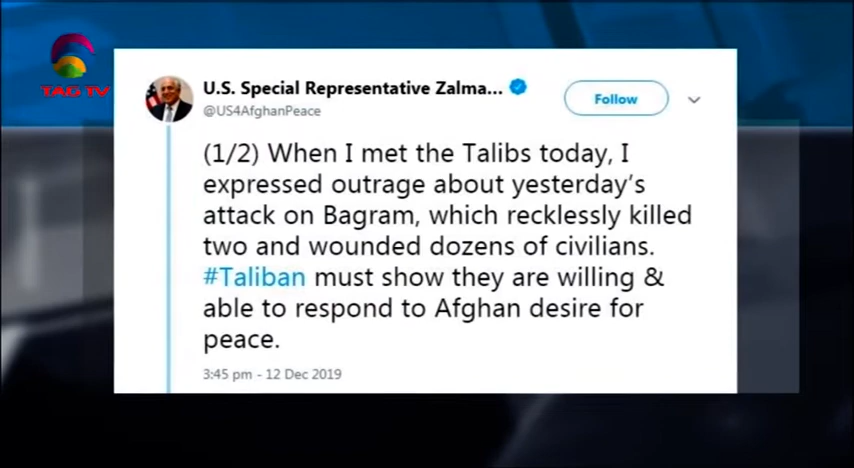 TAG TV
U.S. Special Representative Zalma...
@US4AfghanPeace
Follow
(1/2) When I met the Talibs today, I
expressed outrage about yesterday's
attack on Bagram, which recklessly killed
two and wounded dozens of civilians.
#Taliban must show they are willing &
able to respond to Afghan desire for
peace.
3:45 pm - 12 Dec 2019